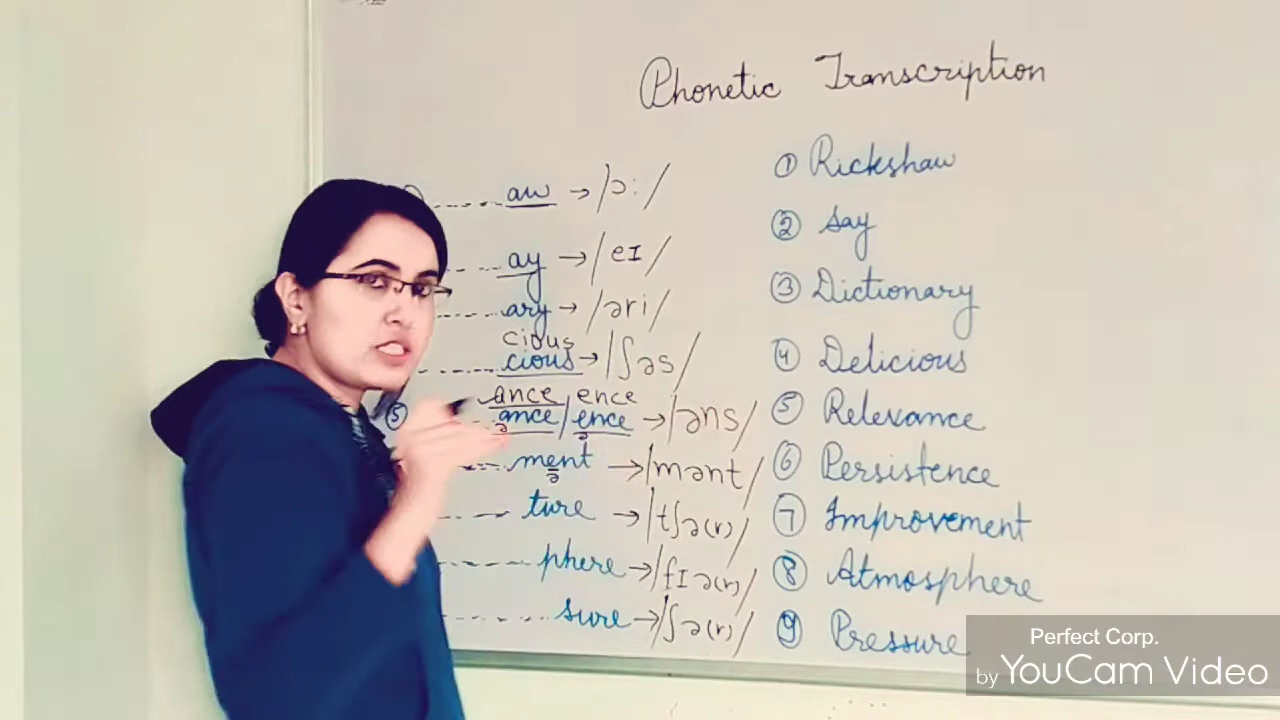 Phonetic Transcription
aw → /ɔː/
ay → /eɪ/
ary → /əri/
cious
cious → /ʃəs/
ance ence
⑤ ance/ence → /əns/
ə ə
ment → /mənt/
ə
ture → /tʃə(r)/
phere → /fɪə(r)/
sure → /ʃə(r)/
① Rickshaw
② Say
③ Dictionary
④ Delicious
⑤ Relevance
⑥ Persistence
⑦ Improvement
⑧ Atmosphere
⑨ Pressure
Perfect Corp.
by YouCam Video